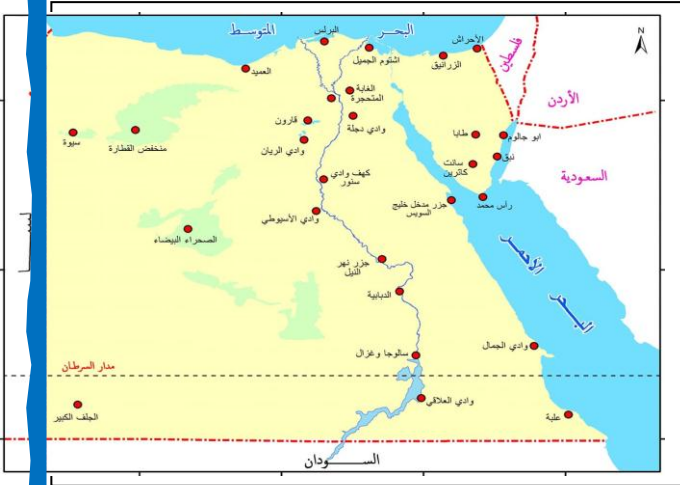 البحر
المتوسط
البرلس
اشتوم الجميل
الزرانيق
الأحراش
فلسطين
N
العميد
الغابة
المتحجرة
الأردن
قارون
وادي دجلة
طابا
ابو جالوم
سيوة
منخفض القطارة
وادي الريان
سانت
كاترين
نبق
السعودية
كهف وادي
سنور
رأس محمد
جزر مدخل خليج
السويس
وادي الأسيوطي
الصحراء البيضاء
البحر
الأحمر
جزر نهر
النيل
الدبابية
وادي الجمال
سالوجا وغزال
مدار السرطان
وادي العلاقي
علبة
الجلف الكبير
الســـودان